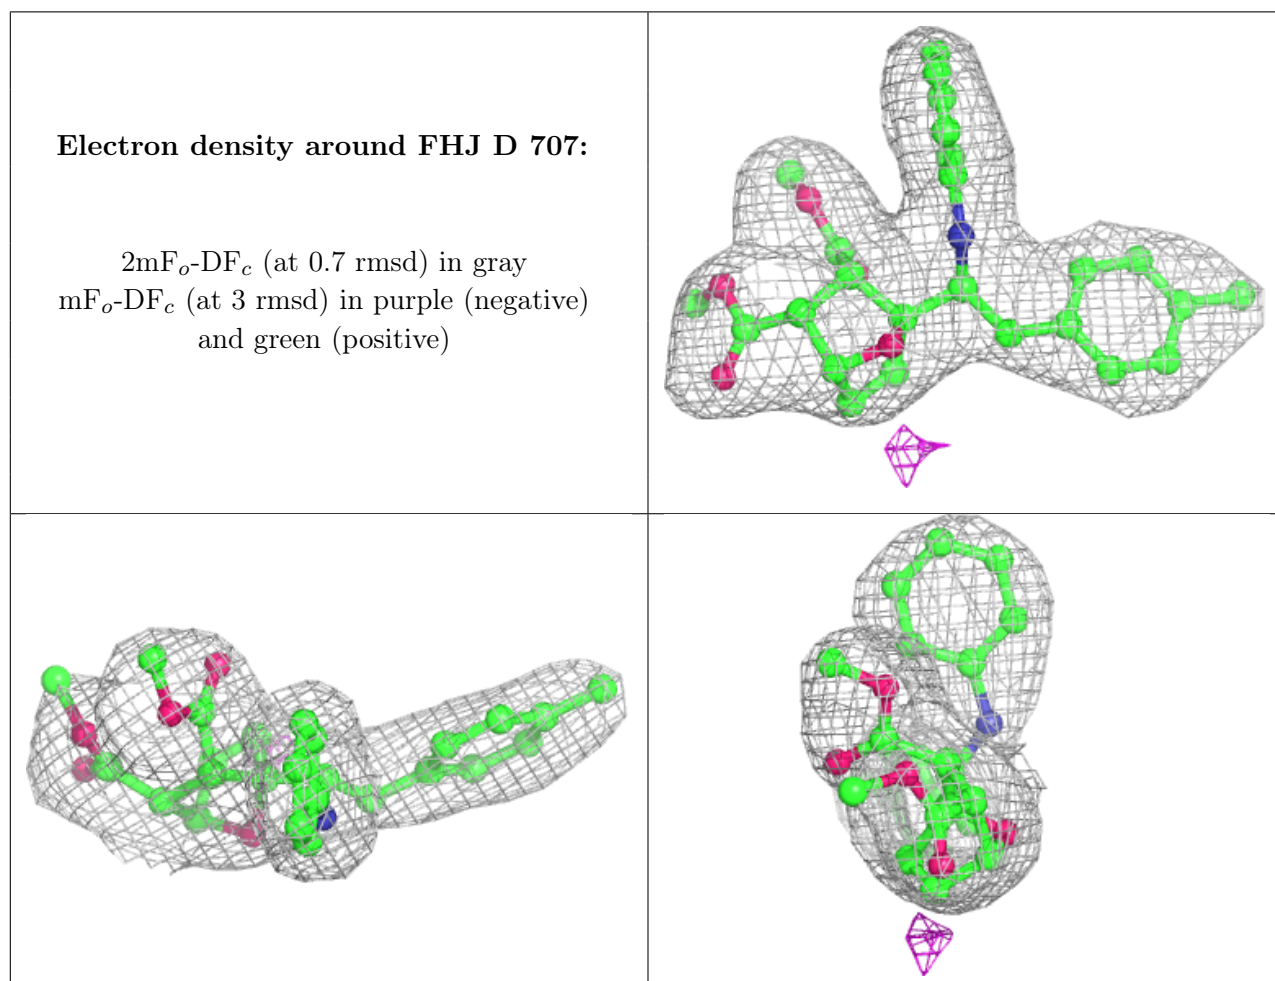 Electron density around FHJ D 707:
2mFo-DFc (at 0.7 rmsd) in gray
mFo-DFc (at 3 rmsd) in purple (negative)
and green (positive)